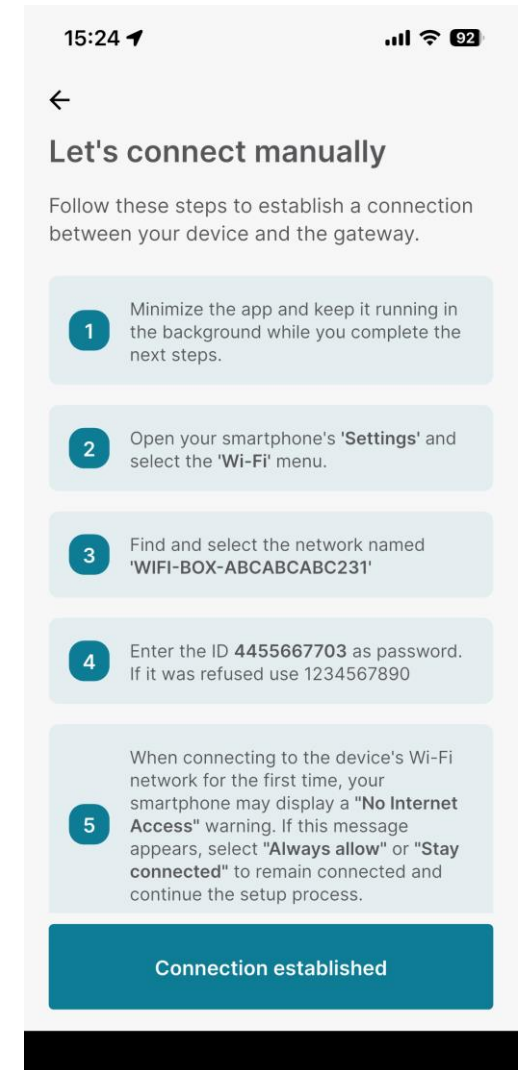 15:24
92
Let's connect manually
Follow these steps to establish a connection
between your device and the gateway.
1
Minimize the app and keep it running in
the background while you complete the
next steps.
2
Open your smartphone's 'Settings' and
select the 'Wi-Fi' menu.
3
Find and select the network named
'WIFI-BOX-ABCABCABC231'
4
Enter the ID 4455667703 as password.
If it was refused use 1234567890
5
When connecting to the device's Wi-Fi
network for the first time, your
smartphone may display a "No Internet
Access" warning. If this message
appears, select "Always allow" or "Stay
connected" to remain connected and
continue the setup process.
Connection established